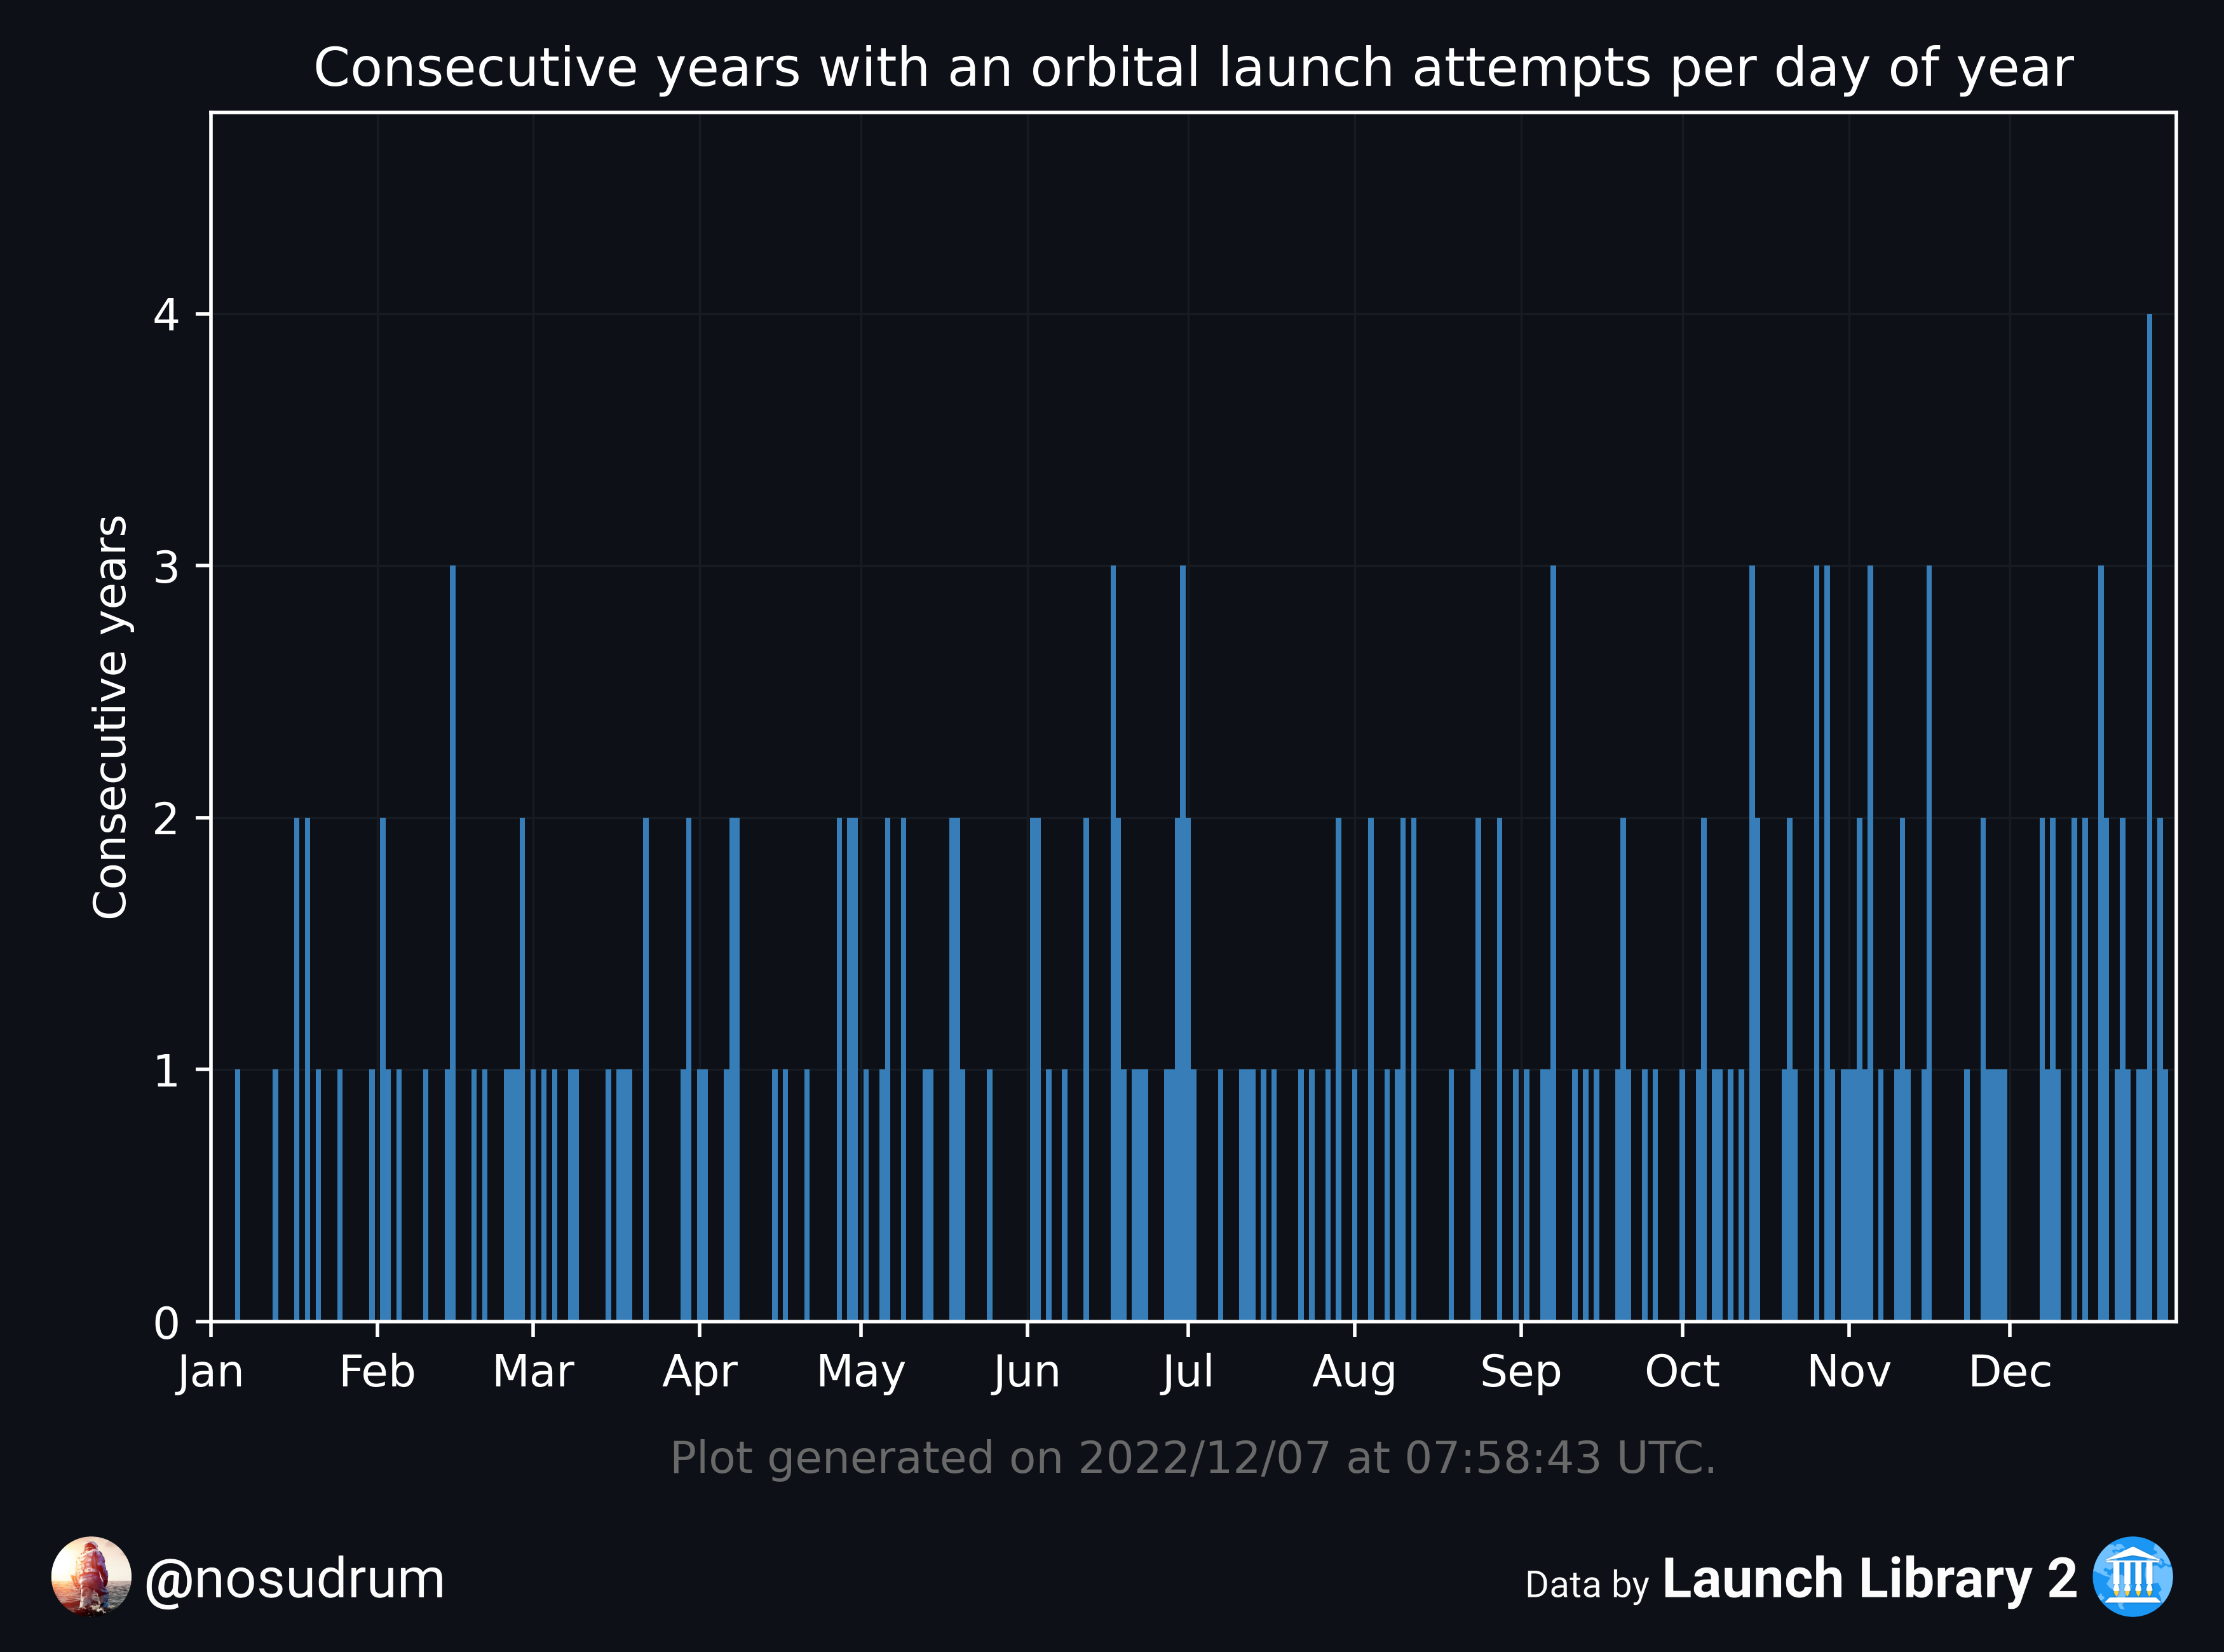 Consecutive years with an orbital launch attempts per day of year
Consecutive years
4
3
2
1
0
Jan Feb Mar Apr May Jun Jul Aug Sep Oct Nov Dec
Plot generated on 2022/12/07 at 07:58:43 UTC.
@nosudrum
Data by Launch Library 2